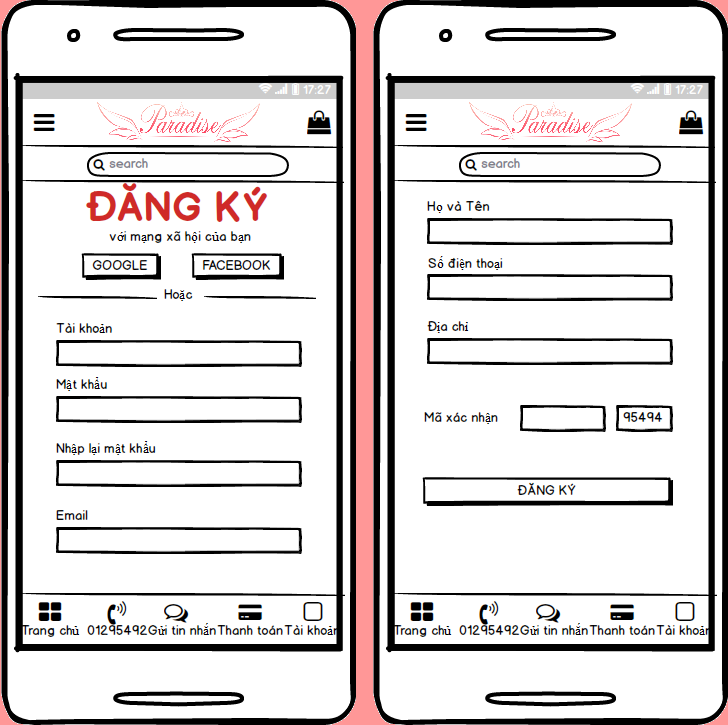 17:27
Paradise
search
ĐĂNG KÝ
với mạng xã hội của bạn
GOOGLE FACEBOOK
Hoặc
Tài khoản
Mật khẩu
Nhập lại mật khẩu
Email
Trang chủ 01295492 Gửi tin nhắn Thanh toán Tài khoản
17:27
Paradise
search
Họ và Tên
Số điện thoại
Địa chỉ
Mã xác nhận 95494
ĐĂNG KÝ
Trang chủ 01295492 Gửi tin nhắn Thanh toán Tài khoản